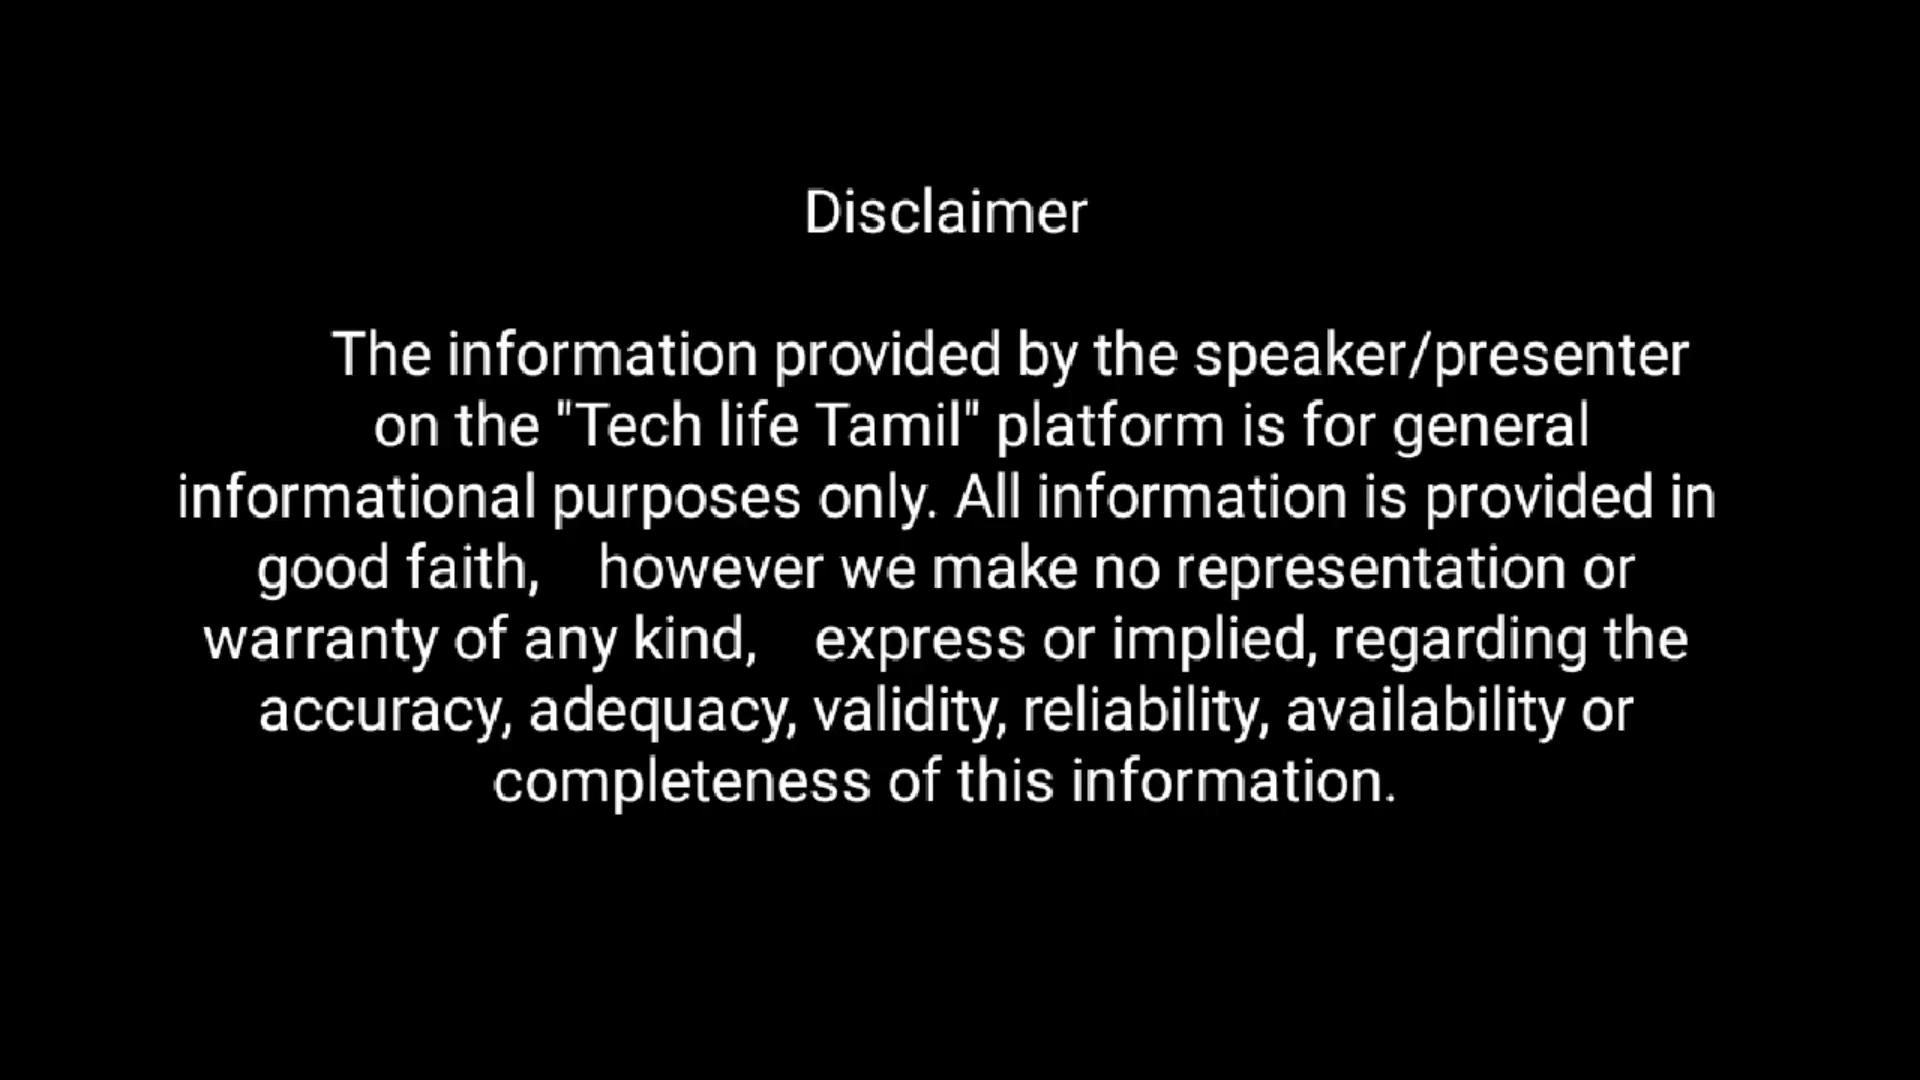 Disclaimer
The information provided by the speaker/presenter
on the "Tech life Tamil" platform is for general
informational purposes only. All information is provided in
good faith, however we make no representation or
warranty of any kind, express or implied, regarding the
accuracy, adequacy, validity, reliability, availability or
completeness of this information.